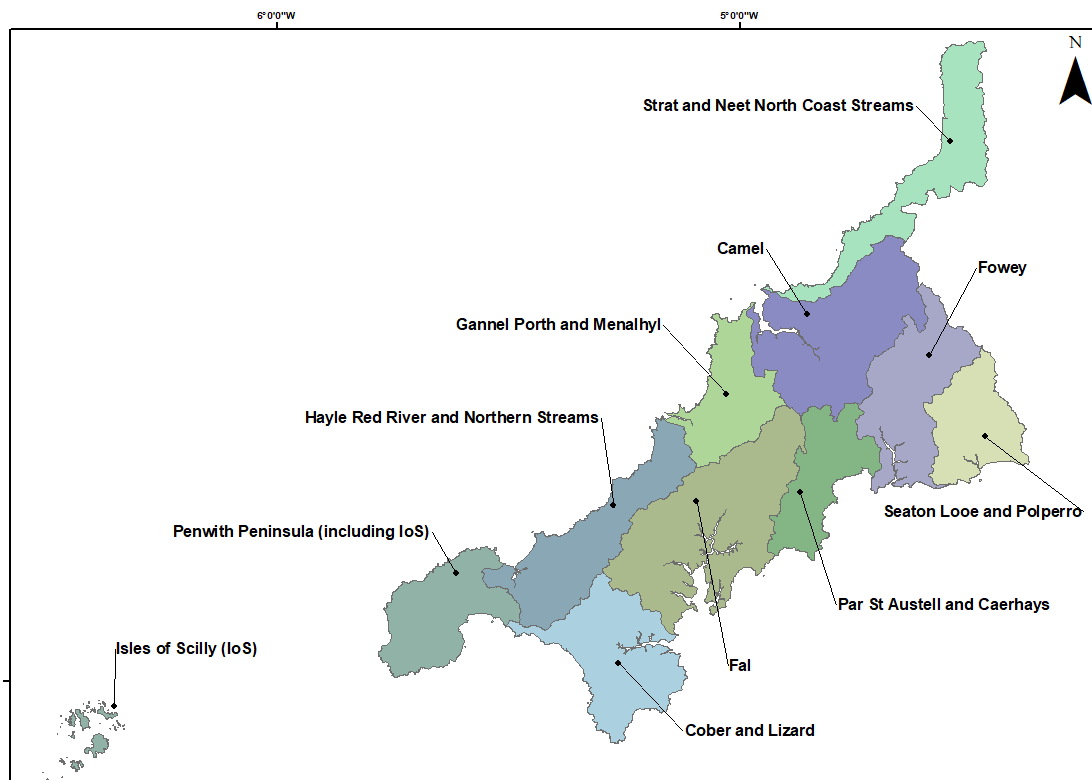 6°0'0"W
5°0'0"W
N
Strat and Neet North Coast Streams
Camel
Fowey
Gannel Porth and Menalhyl
Hayle Red River and Northern Streams
Seaton Looe and Polperro
Penwith Peninsula (including IoS)
Par St Austell and Caerhays
Isles of Scilly (IoS)
Fal
Cober and Lizard